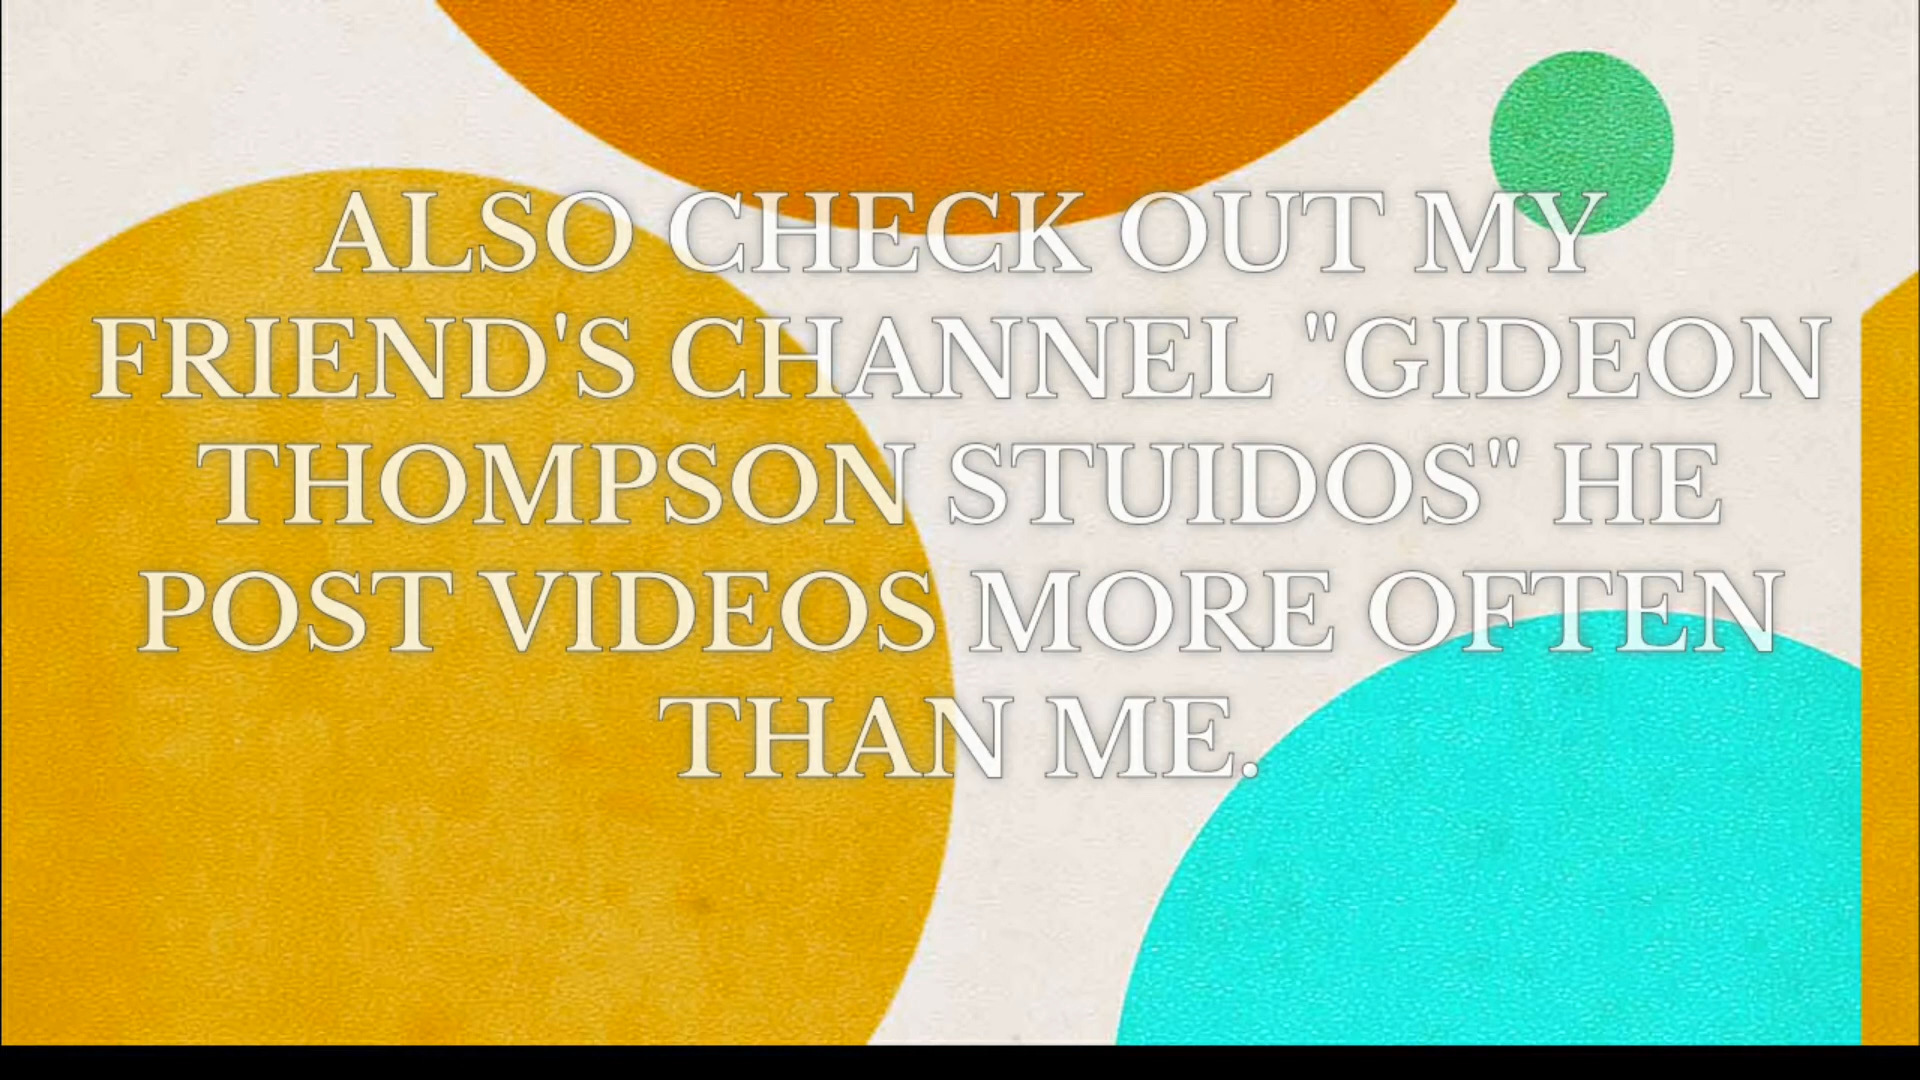 ALSO CHECK OUT MY
FRIEND'S CHANNEL "GIDEON
THOMPSON STUIDOS" HE
POST VIDEOS MORE OFTEN
THAN ME.